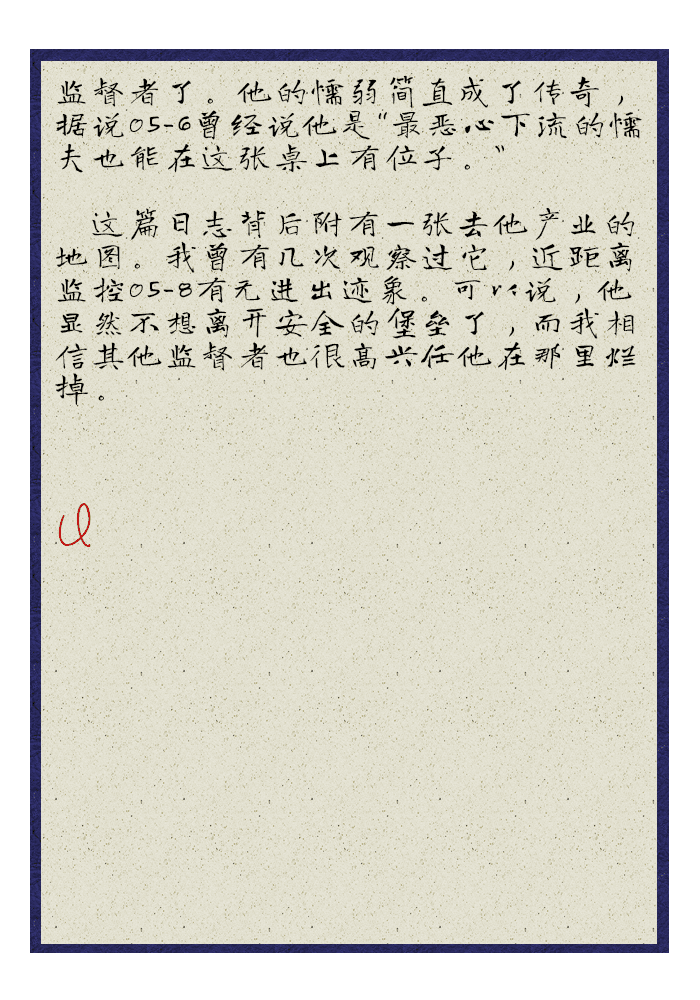 监督者了。他的懦弱简直成了传奇，
据说05-6曾经说他是“最恶心下流的懦
夫也能在这张桌上有位子。”
这篇日志背后附有一张去他产业的
地图。我曾有几次观察过它，近距离
监控05-8有无进出迹象。可以说，他
显然不想离开安全的堡垒了，而我相
信其他监督者也很高兴任他在那里烂
掉。